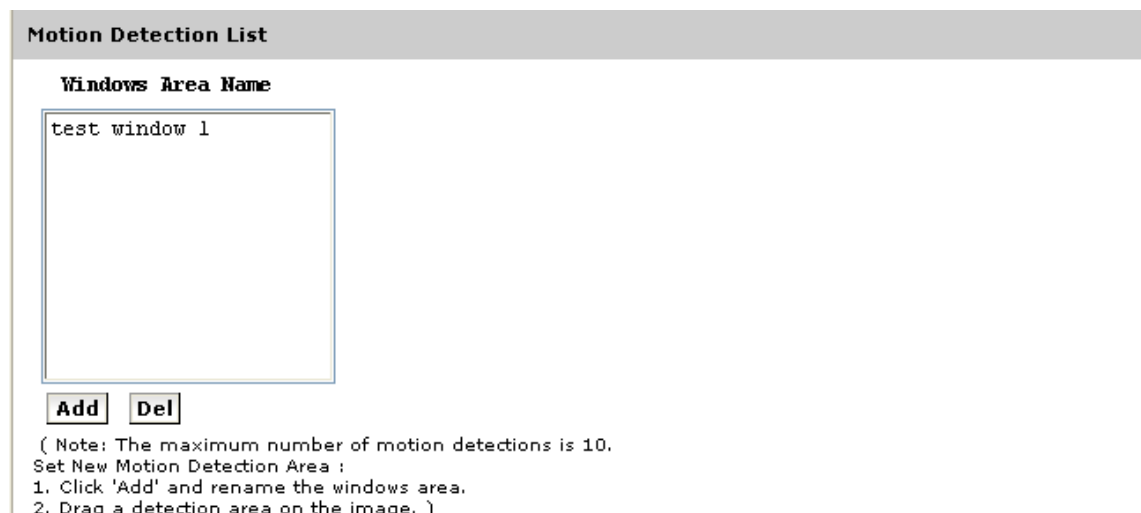 Motion Detection List
Windows Area Name
test window 1
Add Del
( Note: The maximum number of motion detections is 10.
Set New Motion Detection Area :
1. Click 'Add' and rename the windows area.
2. Drag a detection area on the image. )